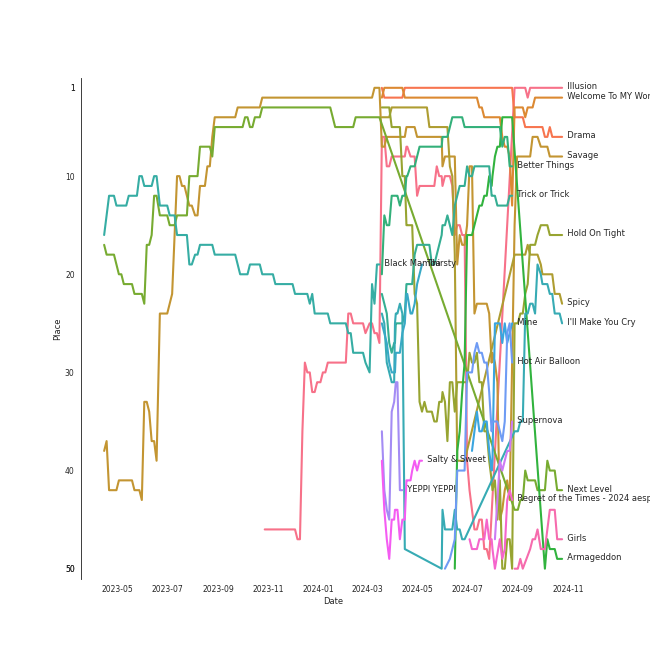 1
10
20
30
40
50
Place
Illusion
Welcome To MY Wor
Drama
Savage
Better Things
Trick or Trick
Hold On Tight
Black Mamba
Thirsty
Spicy
Mine
I'll Make You Cry
Hot Air Balloon
Supernova
Salty & Sweet
YEPPI YEPPI
Next Level
Regret of the Times - 2024 aesp
Girls
Armageddon
2023-05
2023-07
2023-09
2023-11
2024-01
2024-03
2024-05
2024-07
2024-09
2024-11
Date